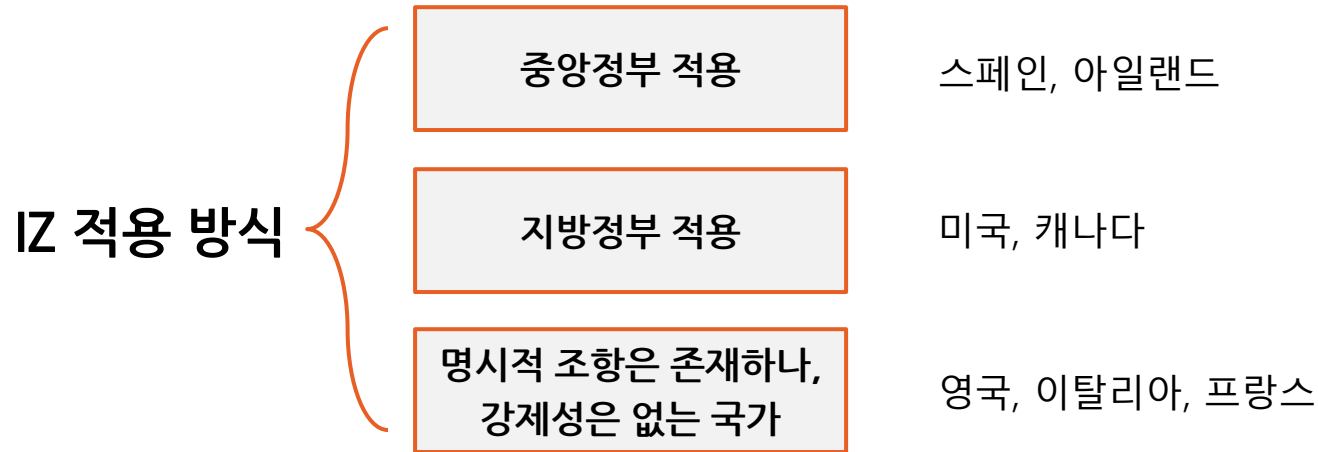 중앙정부 적용
스페인, 아일랜드
IZ 적용 방식
지방정부 적용
미국, 캐나다
명시적 조항은 존재하나,
강제성은 없는 국가
영국, 이탈리아, 프랑스